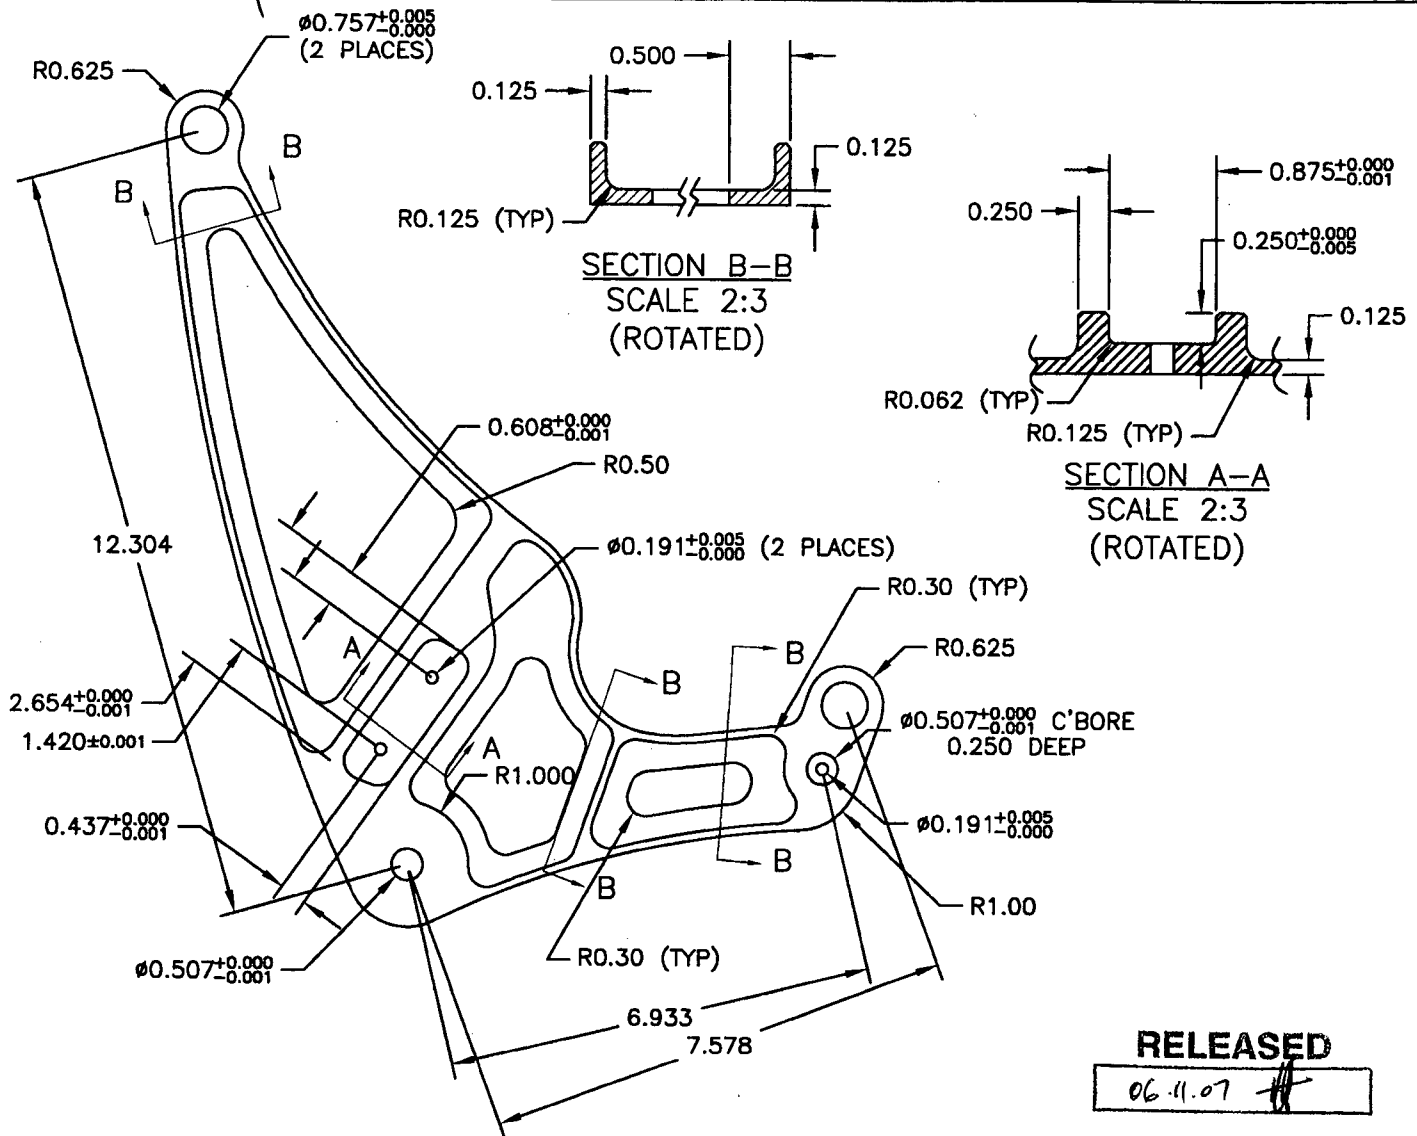 ø0.757+0.005 -0.000
(2 PLACES)
R0.625
0.500
0.125
0.125
B
B
R0.125 (TYP)
SECTION B-B
SCALE 2:3
(ROTATED)
0.875+0.000 -0.001
0.250
0.250+0.000 -0.005
0.125
R0.062 (TYP)
R0.125 (TYP)
SECTION A-A
SCALE 2:3
(ROTATED)
0.608+0.000 -0.001
R0.50
12.304
ø0.191+0.005 -0.000 (2 PLACES)
R0.30 (TYP)
A
B
B
R0.625
2.654+0.000 -0.001
1.420±0.001
ø0.507+0.000 -0.001 C'BORE
0.250 DEEP
A
R1.000
0.437+0.000 -0.001
ø0.191+0.005 -0.000
B
B
R1.00
R0.30 (TYP)
ø0.507+0.000 -0.001
6.933
7.578
RELEASED
06.11.07